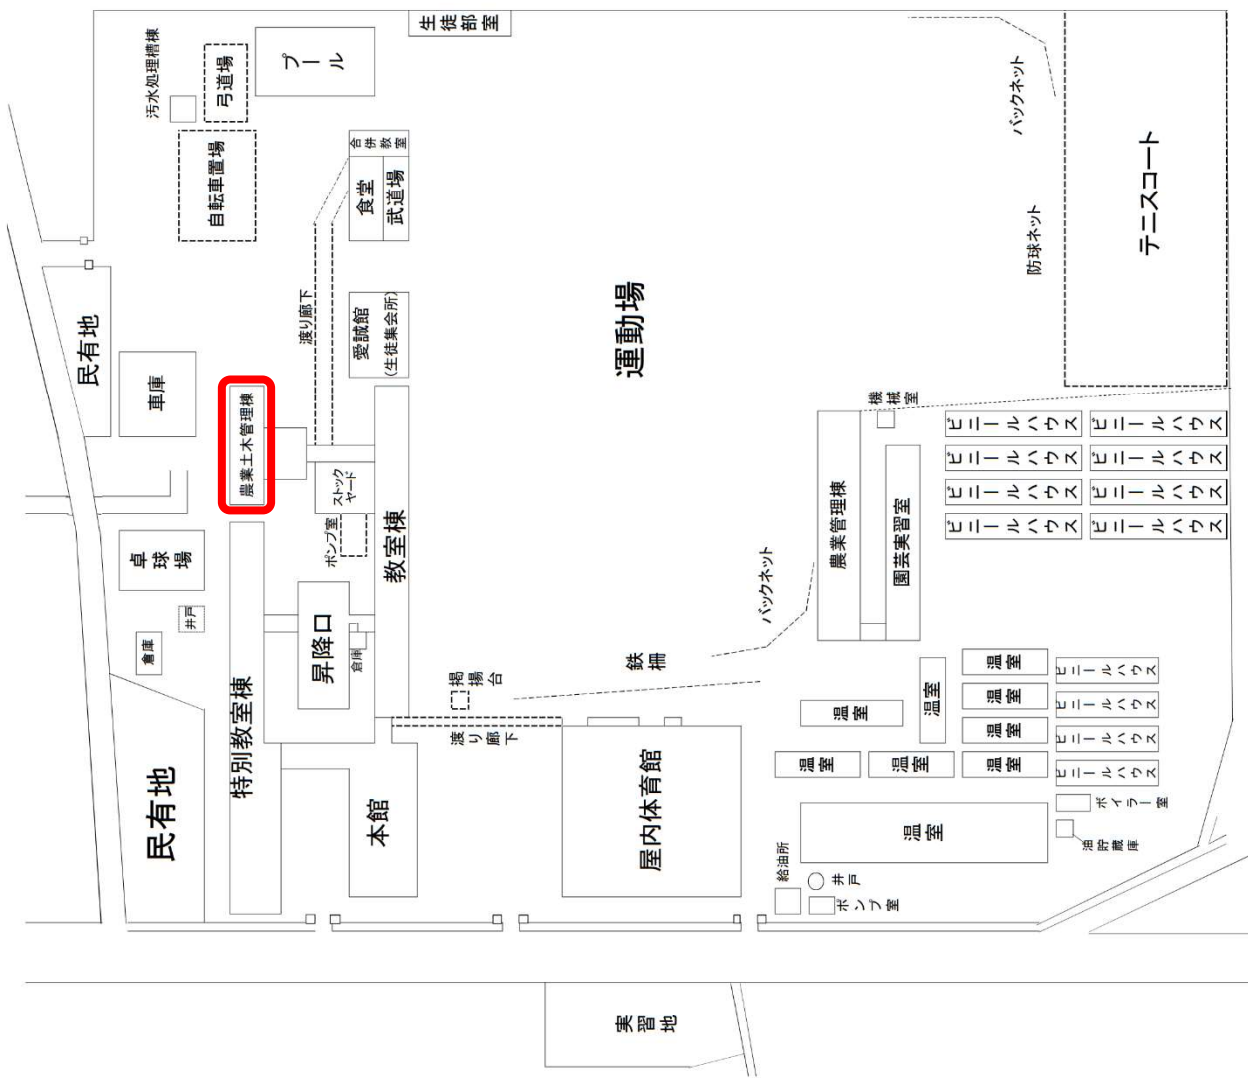 生徒部室
汚水処理槽棟
弓道場
プール
自転車置場
合併教室
食堂
武道場
バックネット
テニスコート
防球ネット
渡り廊下
愛誠館
(生徒集会所)
運動場
民有地
車庫
農業土木管理棟
ストックヤード
ポンプ室
教室棟
機械室
ビニールハウス
ビニールハウス
ビニールハウス
ビニールハウス
ビニールハウス
ビニールハウス
ビニールハウス
ビニールハウス
農業管理棟
園芸実習室
卓球場
井戸
倉庫
昇降口
倉庫
特別教室棟
掲揚台
鉄柵
バックネット
渡り廊下
民有地
本館
屋内体育館
温室
温室
温室
温室
温室
温室
温室
温室
温室
ビニールハウス
ビニールハウス
ビニールハウス
ビニールハウス
ボイラー室
油貯蔵庫
給油所
井戸
ポンプ室
実習地